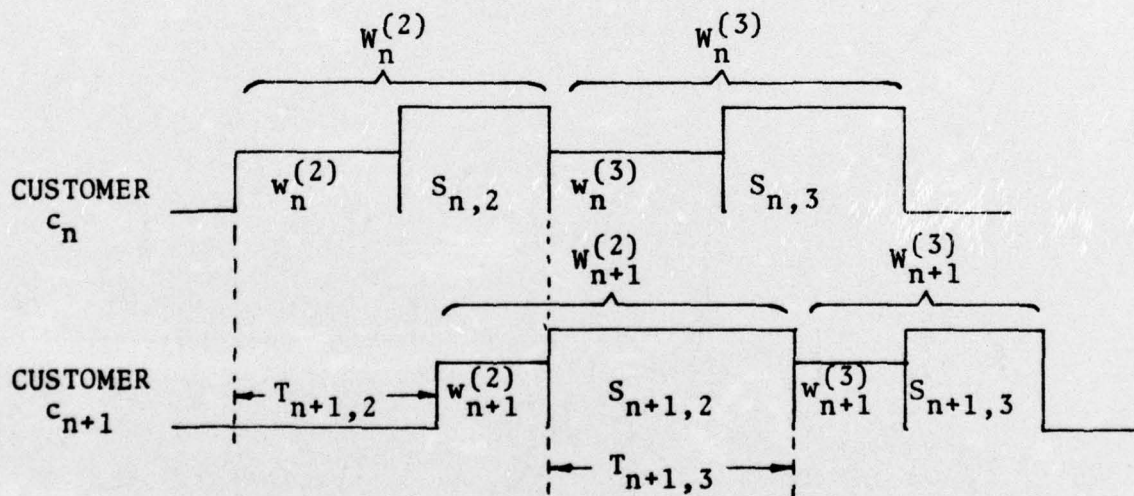 W_n^(2) W_n^(3)
CUSTOMER c_n
w_n^(2) S_n,2 w_n^(3) S_n,3
W_n+1^(2) W_n+1^(3)
CUSTOMER c_n+1
T_n+1,2 w_n+1^(2) S_n+1,2 w_n+1^(3) S_n+1,3
T_n+1,3